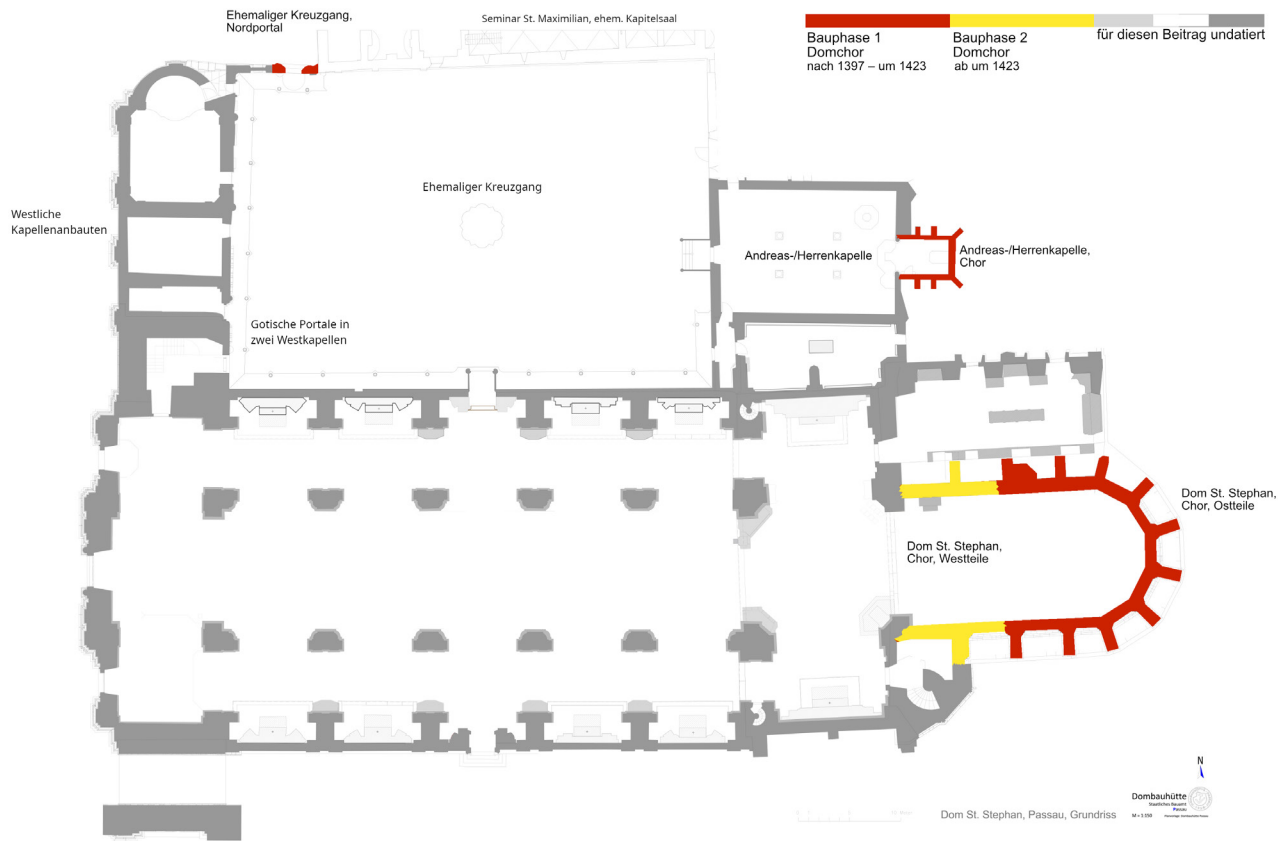 Ehemaliger Kreuzgang,
Nordportal
Seminar St. Maximilian, ehem. Kapitelsaal
Bauphase 1
Domchor
nach 1397 – um 1423
Bauphase 2
Domchor
ab um 1423
für diesen Beitrag undatiert
Ehemaliger Kreuzgang
Westliche
Kapellenanbauten
Andreas-/Herrenkapelle
Andreas-/Herrenkapelle,
Chor
Gotische Portale in
zwei Westkapellen
Dom St. Stephan,
Chor, Ostteile
Dom St. Stephan,
Chor, Westteile
N
Dombauhütte
Staatliches Bauamt
Passau
M = 1:150
Dom St. Stephan, Passau, Grundriss